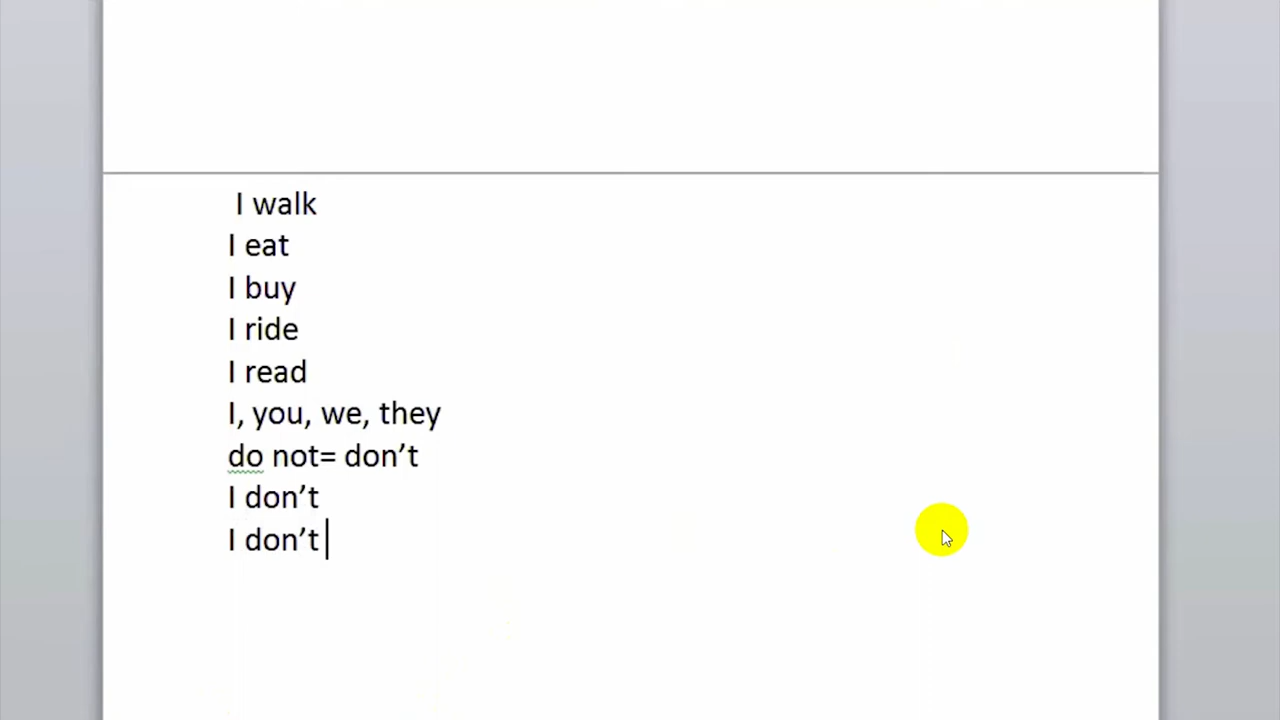 I walk
I eat
I buy
I ride
I read
I, you, we, they
do not= don’t
I don’t
I don’t